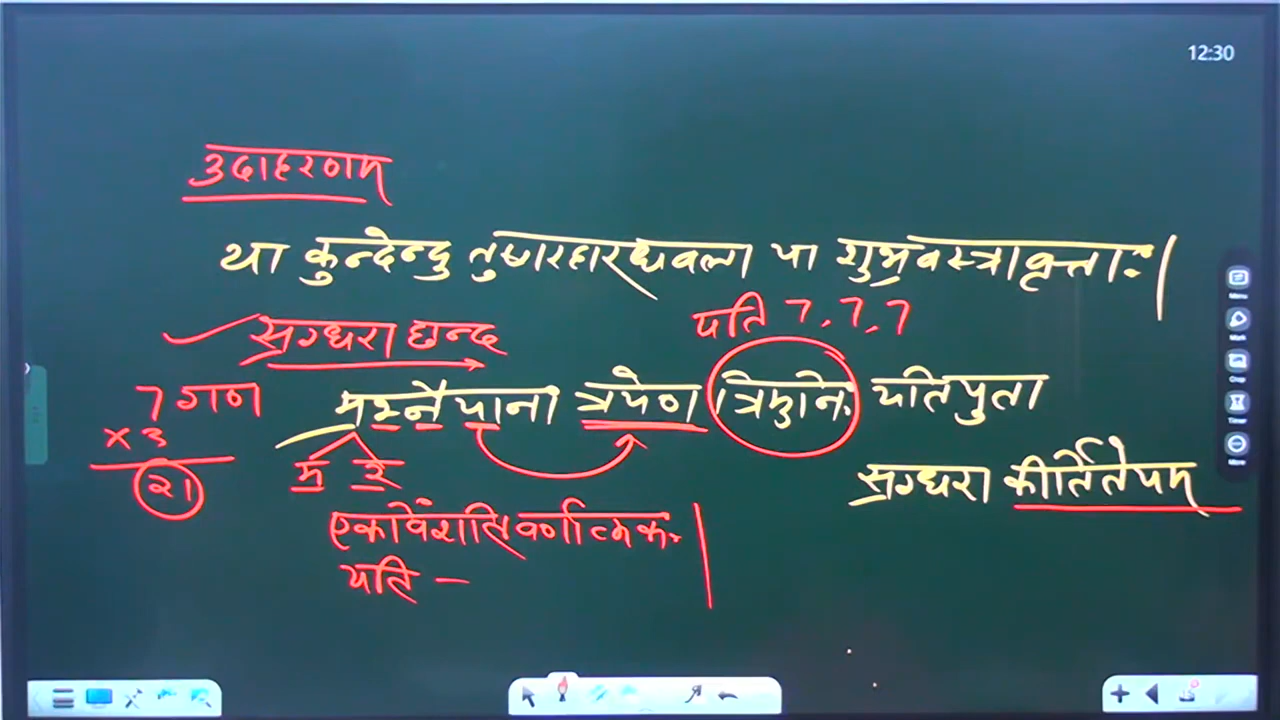 12:30
उदाहरणम्
या कुन्देन्दु तुषारहारधवला या शुभ्रवस्त्रावृत्ताः।
स्रग्धरा छन्द
यति 7,7,7
7 गण
म्रभ्नैर्याना त्रयेण त्रिमुनि यतियुता
x 3
21
म र
स्रग्धरा कीर्तितेयम्
एकविंशति वर्णात्मकः
यति –